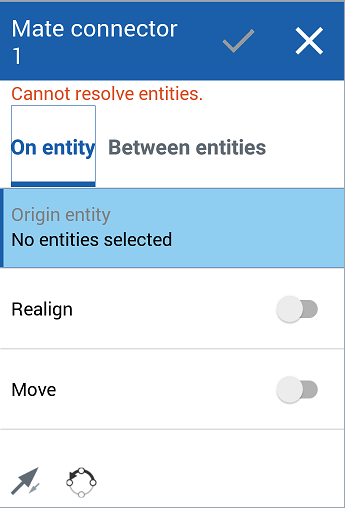 Mate connector
1
Cannot resolve entities.
On entity Between entities
Origin entity
No entities selected
Realign
Move